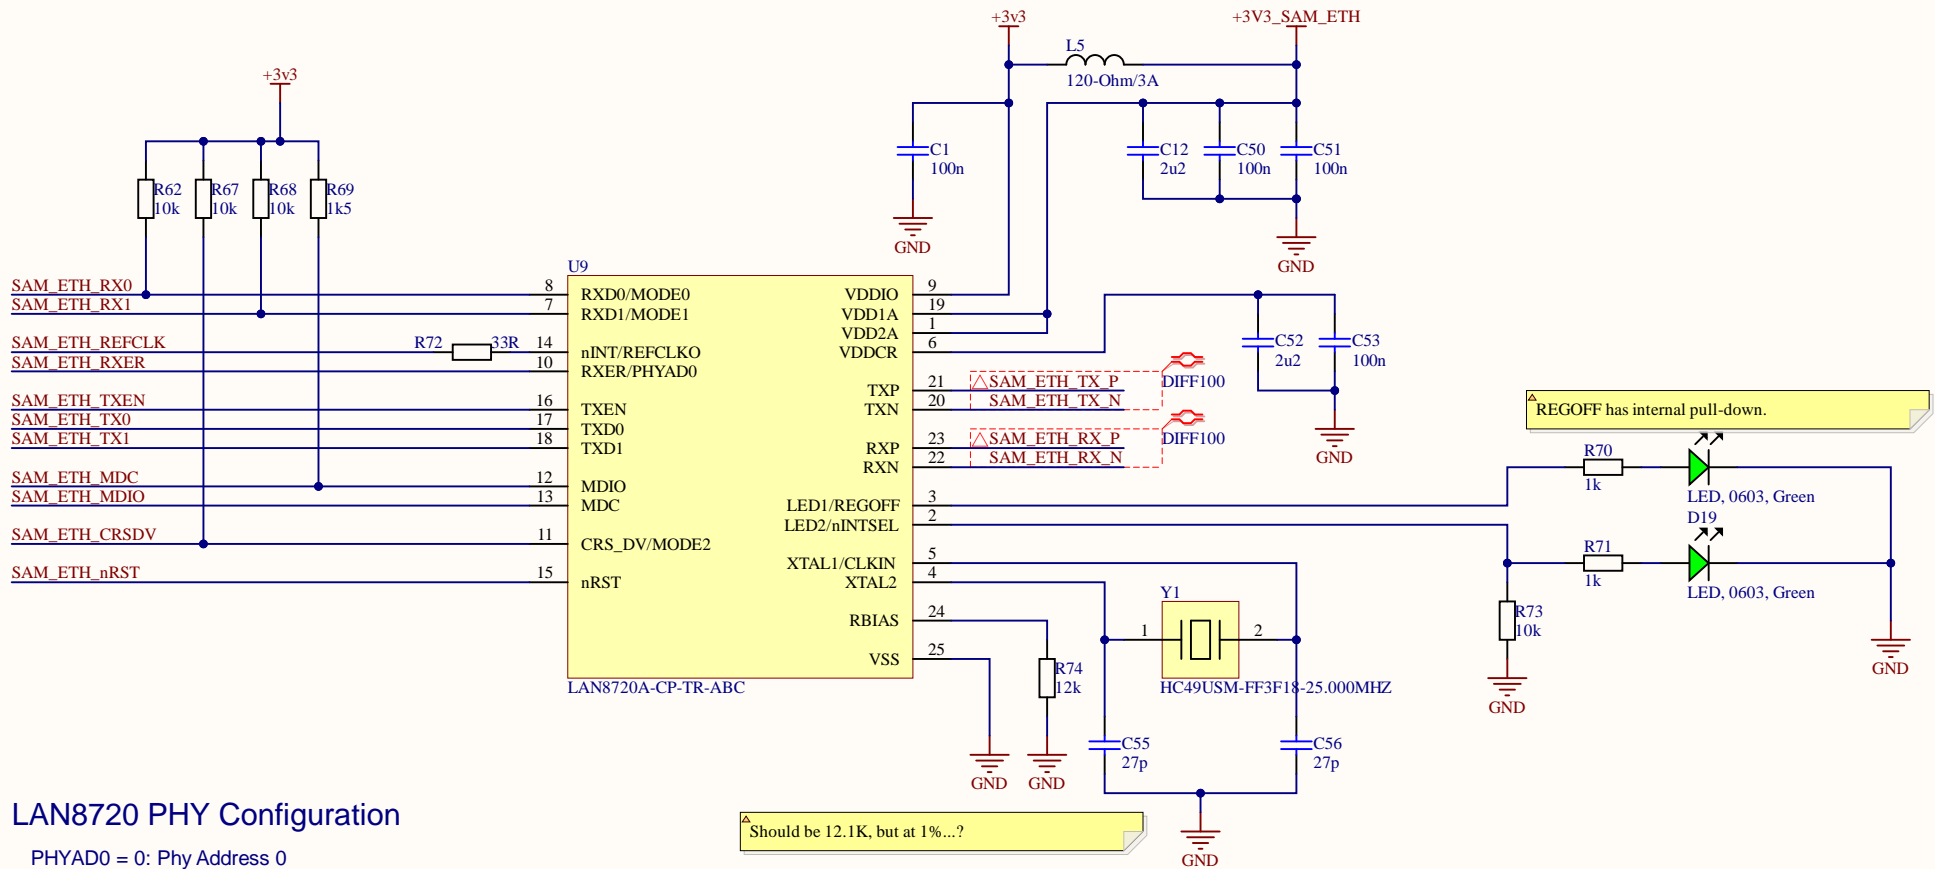 +3v3
+3V3_SAM_ETH
L5
120-Ohm/3A
+3v3
C1
100n
C12
2u2
C50
100n
C51
100n
GND
GND
R62
10k
R67
10k
R68
10k
R69
1k5
U9
SAM_ETH_RX0
8
RXD0/MODE0
SAM_ETH_RX1
7
RXD1/MODE1
SAM_ETH_REFCLK
R72
33R
14
nINT/REFCLKO
SAM_ETH_RXER
10
RXER/PHYAD0
SAM_ETH_TXEN
16
TXEN
SAM_ETH_TX0
17
TXD0
SAM_ETH_TX1
18
TXD1
SAM_ETH_MDC
12
MDIO
SAM_ETH_MDIO
13
MDC
SAM_ETH_CRSDV
11
CRS_DV/MODE2
SAM_ETH_nRST
15
nRST
VDDIO
9
VDD1A
19
VDD2A
1
VDDCR
6
TXP
21
SAM_ETH_TX_P
TXN
20
SAM_ETH_TX_N
DIFF100
RXP
23
SAM_ETH_RX_P
RXN
22
SAM_ETH_RX_N
DIFF100
LED1/REGOFF
3
LED2/nINTSEL
2
XTAL1/CLKIN
5
XTAL2
4
RBIAS
24
VSS
25
LAN8720A-CP-TR-ABC
C52
2u2
C53
100n
GND
REGOFF has internal pull-down.
R70
1k
LED, 0603, Green
D19
R71
1k
LED, 0603, Green
R73
10k
GND
GND
Y1
1
2
HC49USM-FF3F18-25.000MHZ
R74
12k
GND
GND
C55
27p
C56
27p
GND
LAN8720 PHY Configuration
PHYAD0 = 0: Phy Address 0
Should be 12.1K, but at 1%...?